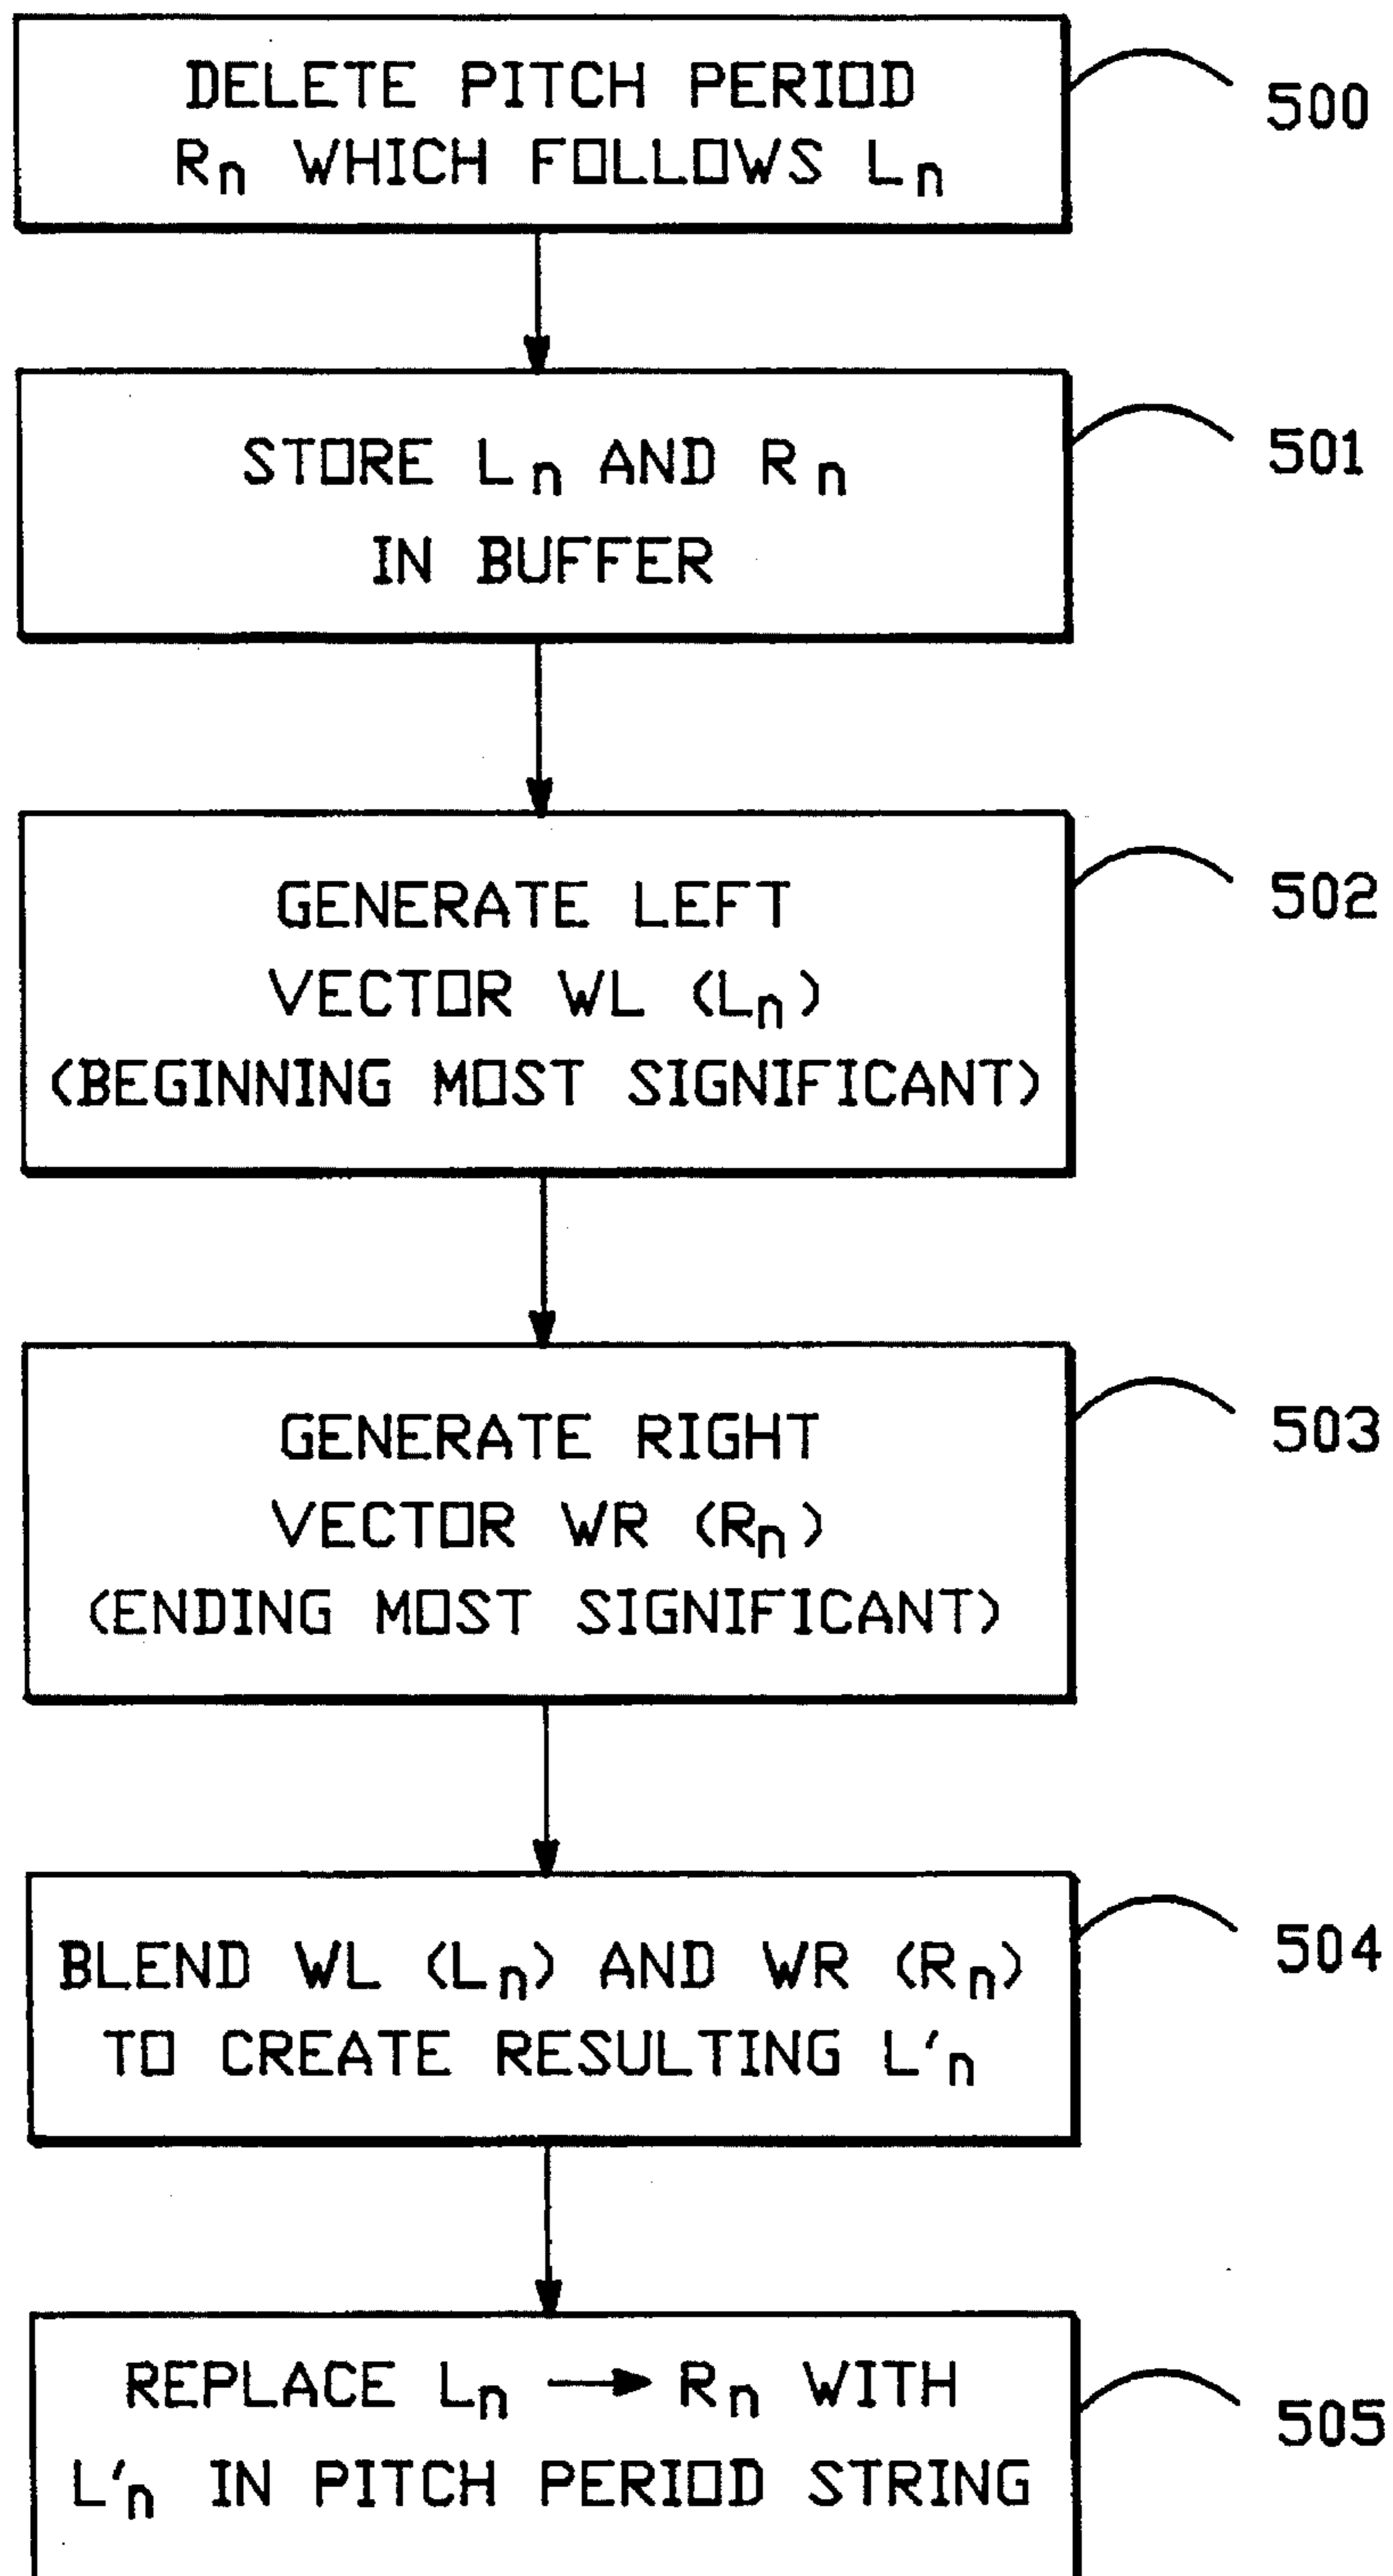 DELETE PITCH PERIOD
Rn WHICH FOLLOWS Ln
500
STORE Ln AND Rn
IN BUFFER
501
GENERATE LEFT
VECTOR WL (Ln)
(BEGINNING MOST SIGNIFICANT)
502
GENERATE RIGHT
VECTOR WR (Rn)
(ENDING MOST SIGNIFICANT)
503
BLEND WL (Ln) AND WR (Rn)
TO CREATE RESULTING L'n
504
REPLACE Ln → Rn WITH
L'n IN PITCH PERIOD STRING
505